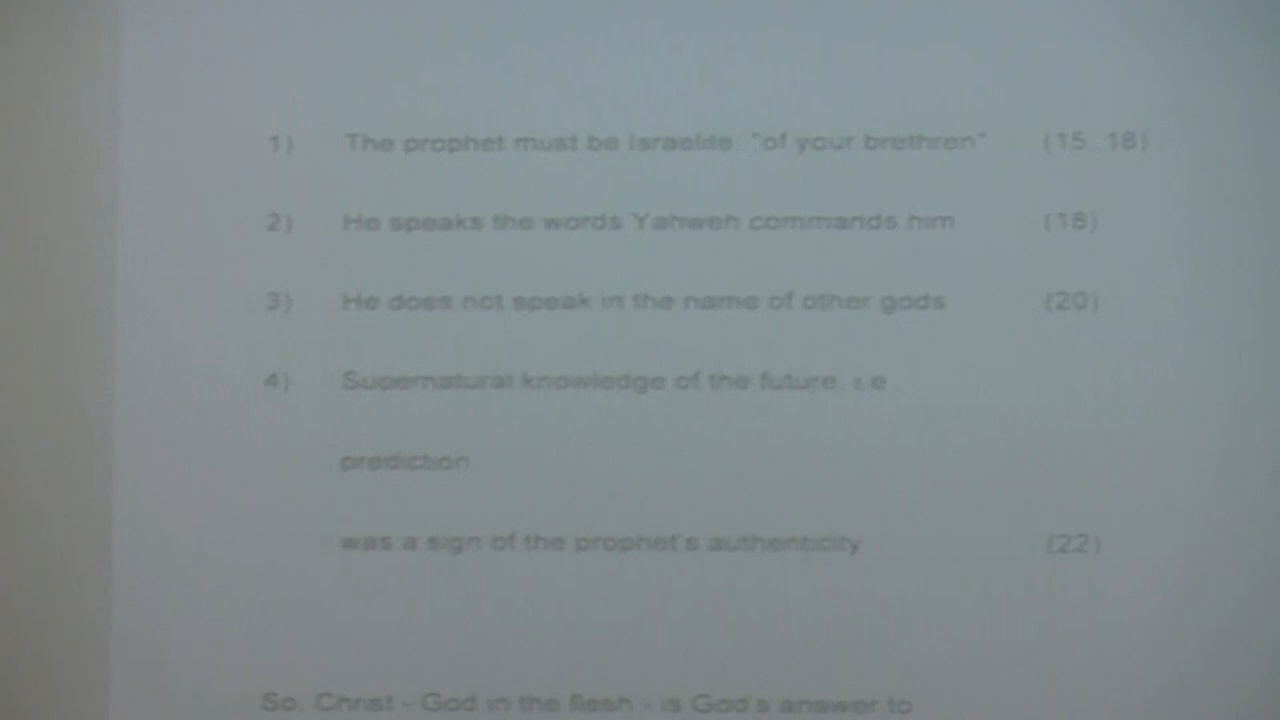 1) The prophet must be Israelite "of your brethren" (15, 18)
2) He speaks the words Yahweh commands him (18)
3) He does not speak in the name of other gods (20)
4) Supernatural knowledge of the future, i.e
prediction
was a sign of the prophet's authenticity (22)
So, Christ - God in the flesh - is God's answer to